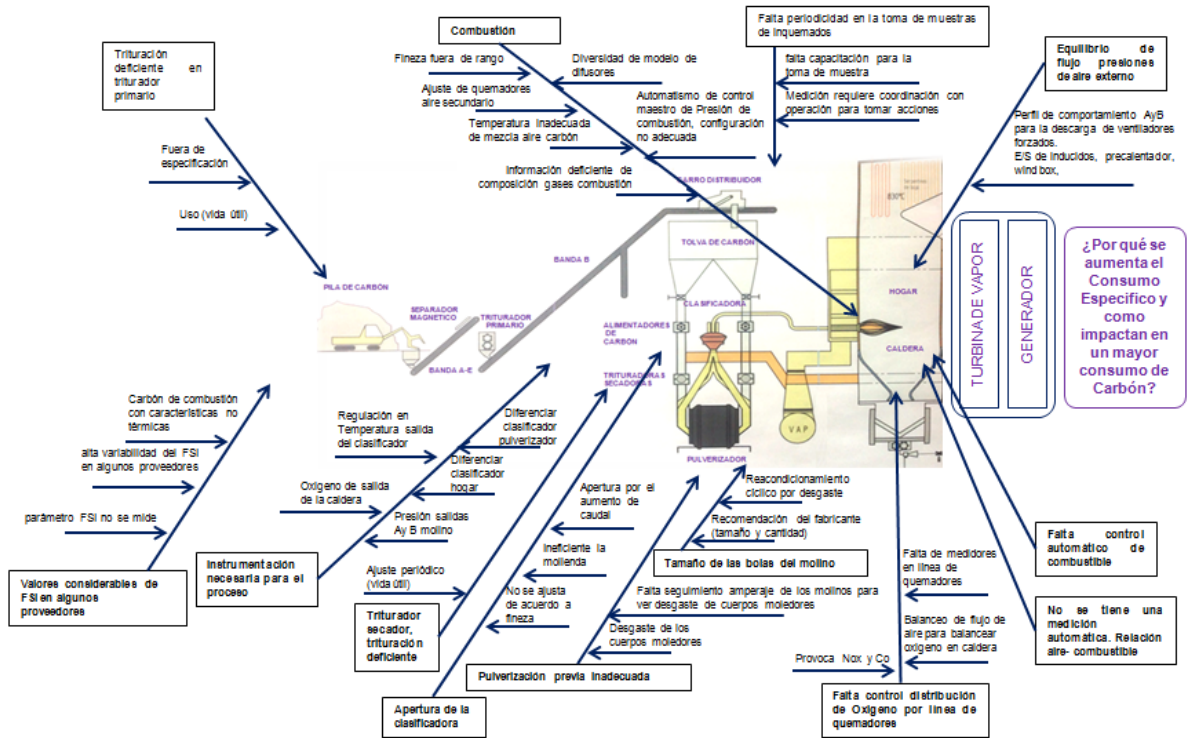 Trituración
deficiente en
triturador
primario
Fuera de
especificación
Uso (vida útil)
Combustión
Fineza fuera de rango
Ajuste de quemadores
aire secundario
Temperatura Inadecuada
de mezcla aire carbón
Información deficiente de
composición gases combustión
Diversidad de modelo de
difusores
Automatismo de control
maestro de Presión de
combustión, configuración
no adecuada
Falta periodicidad en la toma de muestras
de Inquemados
falta capacitación para la
toma de muestra
Medición requiere coordinación con
operación para tomar acciones
Equilibrio de
flujo presiones
de aire externo
Perfil de comportamiento AyB
para la descarga de ventiladores
forzados.
E/S de Inducidos, precalentador,
wind box,
PILA DE CARBÓN
SEPARADOR
MAGNÉTICO
TRITURADOR
PRIMARIO
BANDA A-E
BANDA B
CARRO DISTRIBUIDOR
TOLVA DE CARBÓN
CLASIFICADORA
ALIMENTADORES
DE
CARBÓN
TRITURADORAS
SECADORAS
PULVERIZADOR
V A P
830°C
HOGAR
CALDERA
TURBINA DE VAPOR
GENERADOR
¿Por qué se
aumenta el
Consumo
Especifico y
como
impactan en
un mayor
consumo de
Carbón?
Carbón de combustión
con características no
térmicas
alta variabilidad del FSI
en algunos proveedores
parámetro FSI no se mide
Valores considerables de
FSI en algunos
proveedores
Regulación en
Temperatura salida
del clasificador
Oxigeno de salida
de la caldera
Diferenciar
clasificador
pulverizador
Diferenciar
clasificador
hogar
Presión salidas
Ay B molino
Instrumentación
necesaria para el
proceso
Ajuste periódico
(vida útil)
Triturador
secador,
trituración
deficiente
Apertura por el
aumento de
caudal
Ineficiente la
molienda
No se ajusta
de acuerdo a
fineza
Apertura de la
clasificadora
Reacondicionamiento
cíclico por desgaste
Recomendación del fabricante
(tamaño y cantidad)
Tamaño de las bolas del molino
Falta seguimiento amperaje de los molinos para
ver desgaste de cuerpos moledores
Desgaste de los
cuerpos moledores
Pulverización previa Inadecuada
Falta de medidores
en línea de
quemadores
Balanceo de flujo de
aire para balancear
oxigeno en caldera
Provoca Nox y Co
Falta control distribución
de Oxigeno por línea de
quemadores
Falta control
automático de
combustible
No se tiene una
medición
automática. Relación
aire- combustible